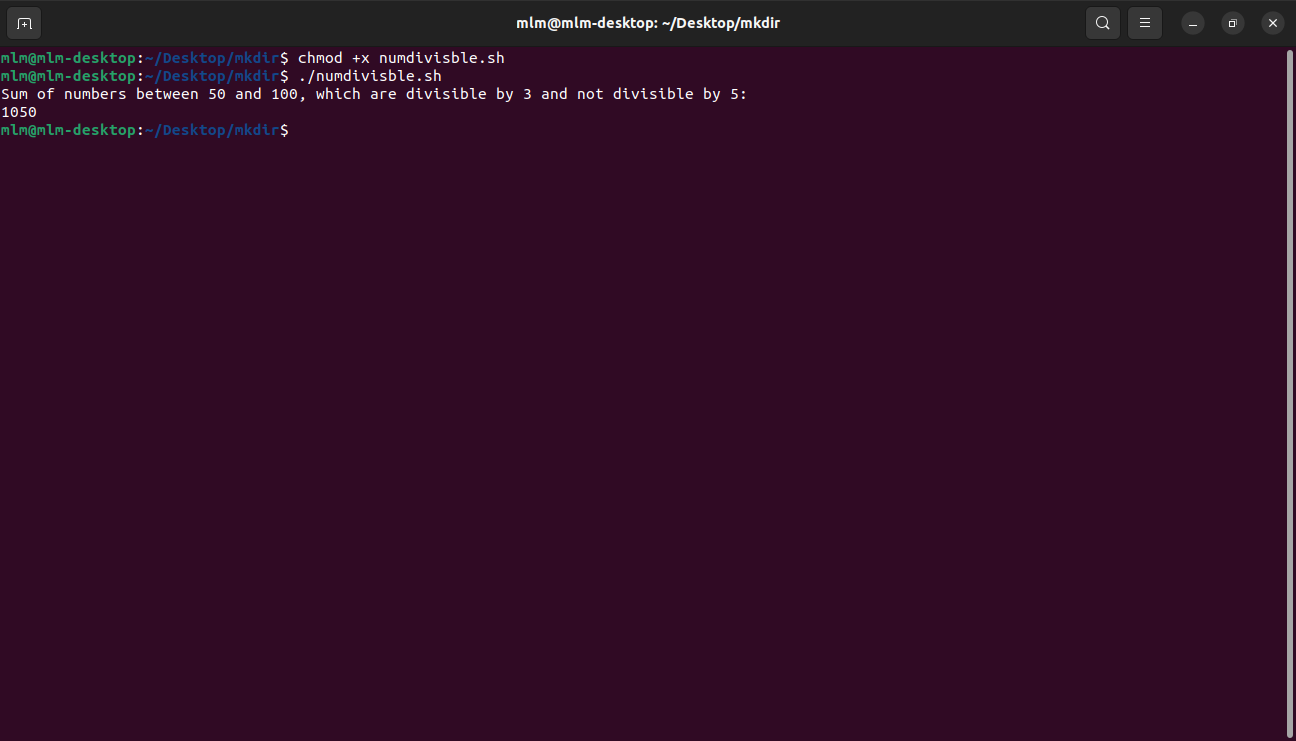 mlm@mlm-desktop: ~/Desktop/mkdir
mlm@mlm-desktop:~/Desktop/mkdir$ chmod +x numdivisble.sh
mlm@mlm-desktop:~/Desktop/mkdir$ ./numdivisble.sh
Sum of numbers between 50 and 100, which are divisible by 3 and not divisible by 5:
1050
mlm@mlm-desktop:~/Desktop/mkdir$